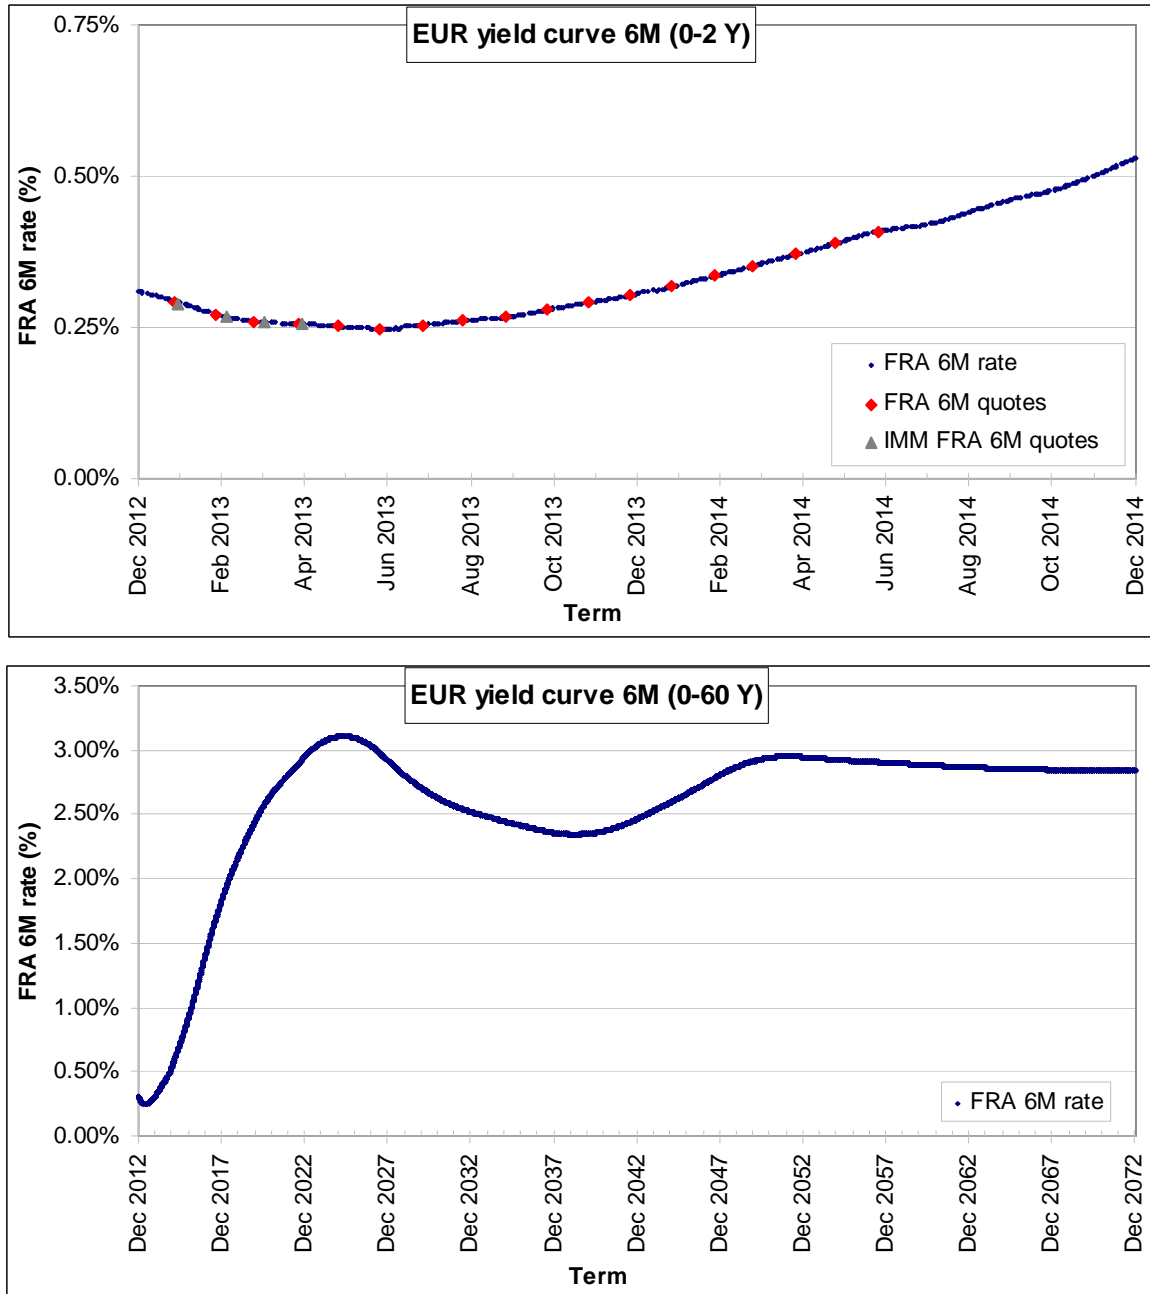 EUR yield curve 6M (0-2 Y)
0.75%
0.50%
0.25%
0.00%
FRA 6M rate (%)
FRA 6M rate
FRA 6M quotes
IMM FRA 6M quotes
Dec 2012
Feb 2013
Apr 2013
Jun 2013
Aug 2013
Oct 2013
Dec 2013
Feb 2014
Apr 2014
Jun 2014
Aug 2014
Oct 2014
Dec 2014
Term
EUR yield curve 6M (0-60 Y)
3.50%
3.00%
2.50%
2.00%
1.50%
1.00%
0.50%
0.00%
FRA 6M rate (%)
FRA 6M rate
Dec 2012
Dec 2017
Dec 2022
Dec 2027
Dec 2032
Dec 2037
Dec 2042
Dec 2047
Dec 2052
Dec 2057
Dec 2062
Dec 2067
Dec 2072
Term